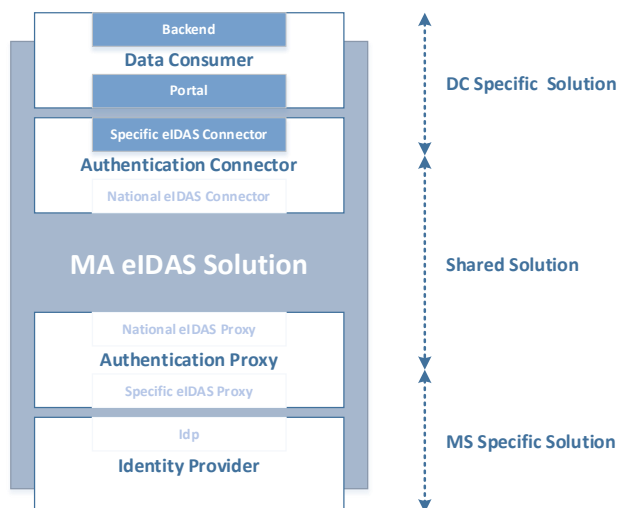 Backend
Data Consumer
Portal
DC Specific Solution
Specific eIDAS Connector
Authentication Connector
National eIDAS Connector
MA eIDAS Solution
Shared Solution
National eIDAS Proxy
Authentication Proxy
Specific eIDAS Proxy
Idp
Identity Provider
MS Specific Solution